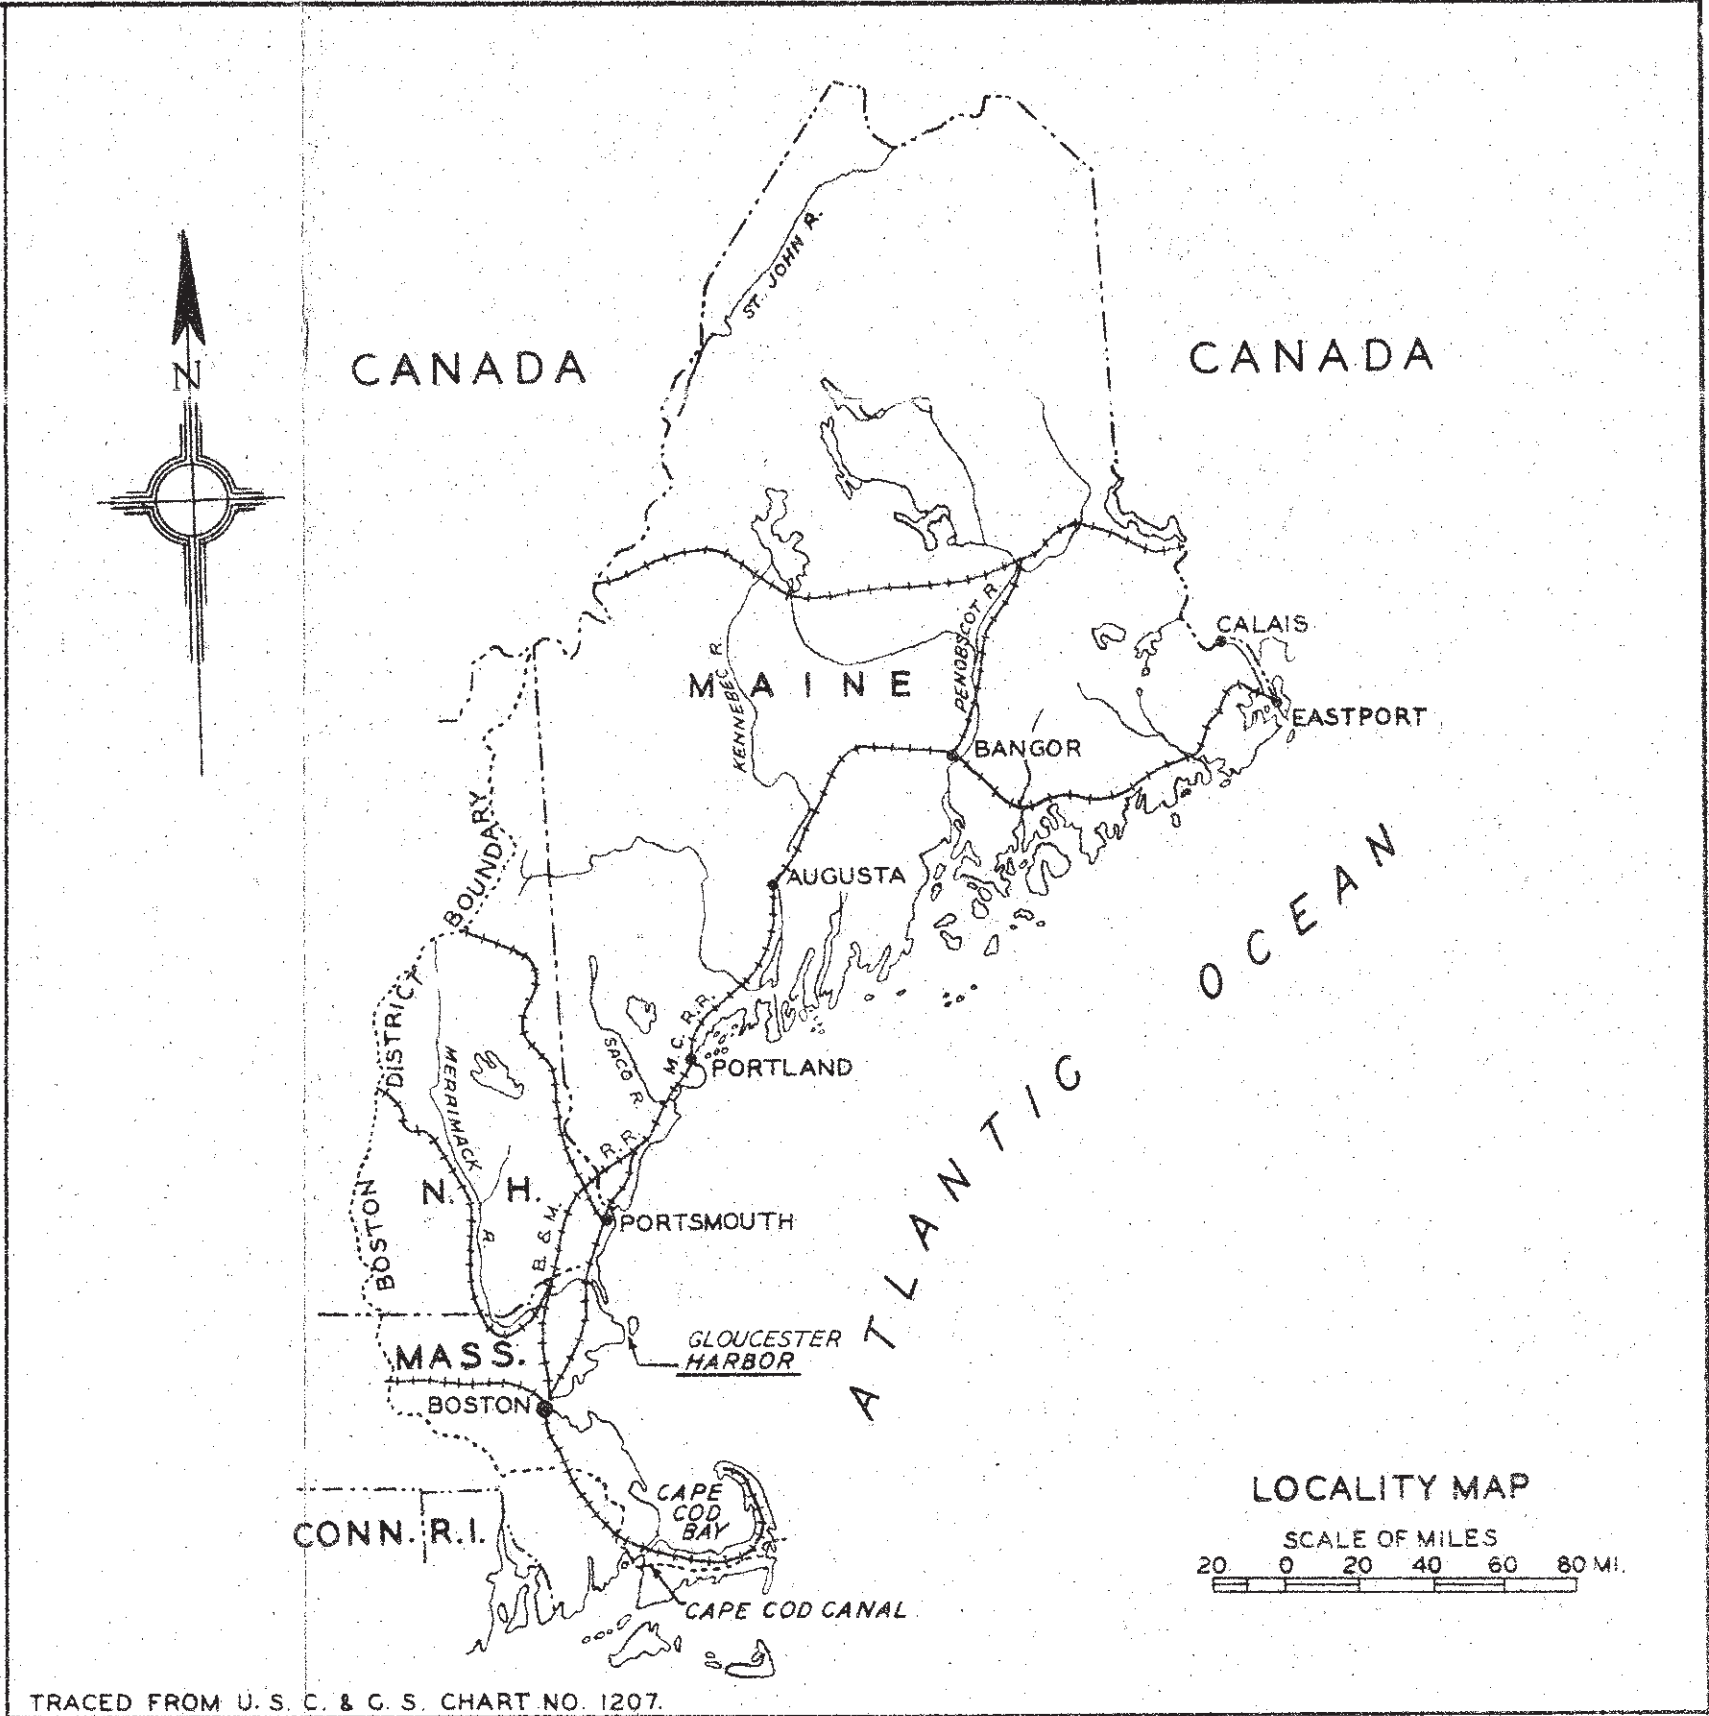 N
CANADA
CANADA
ST. JOHN R.
PENOBSCOT R.
KENNEBEC R.
CALAIS
MAINE
EASTPORT
BANGOR
BOUNDARY
AUGUSTA
DISTRICT
M.C. R.R.
SACO R.
PORTLAND
MERRIMACK
R.
R.R.
N. H.
BOSTON
B. & M.
PORTSMOUTH
ATLANTIC OCEAN
GLOUCESTER
HARBOR
MASS.
BOSTON
CAPE
COD
BAY
CONN.
R.I.
CAPE COD CANAL
LOCALITY MAP
SCALE OF MILES
20 0 20 40 60 80 MI.
TRACED FROM U. S. C. & G. S. CHART NO. 1207.